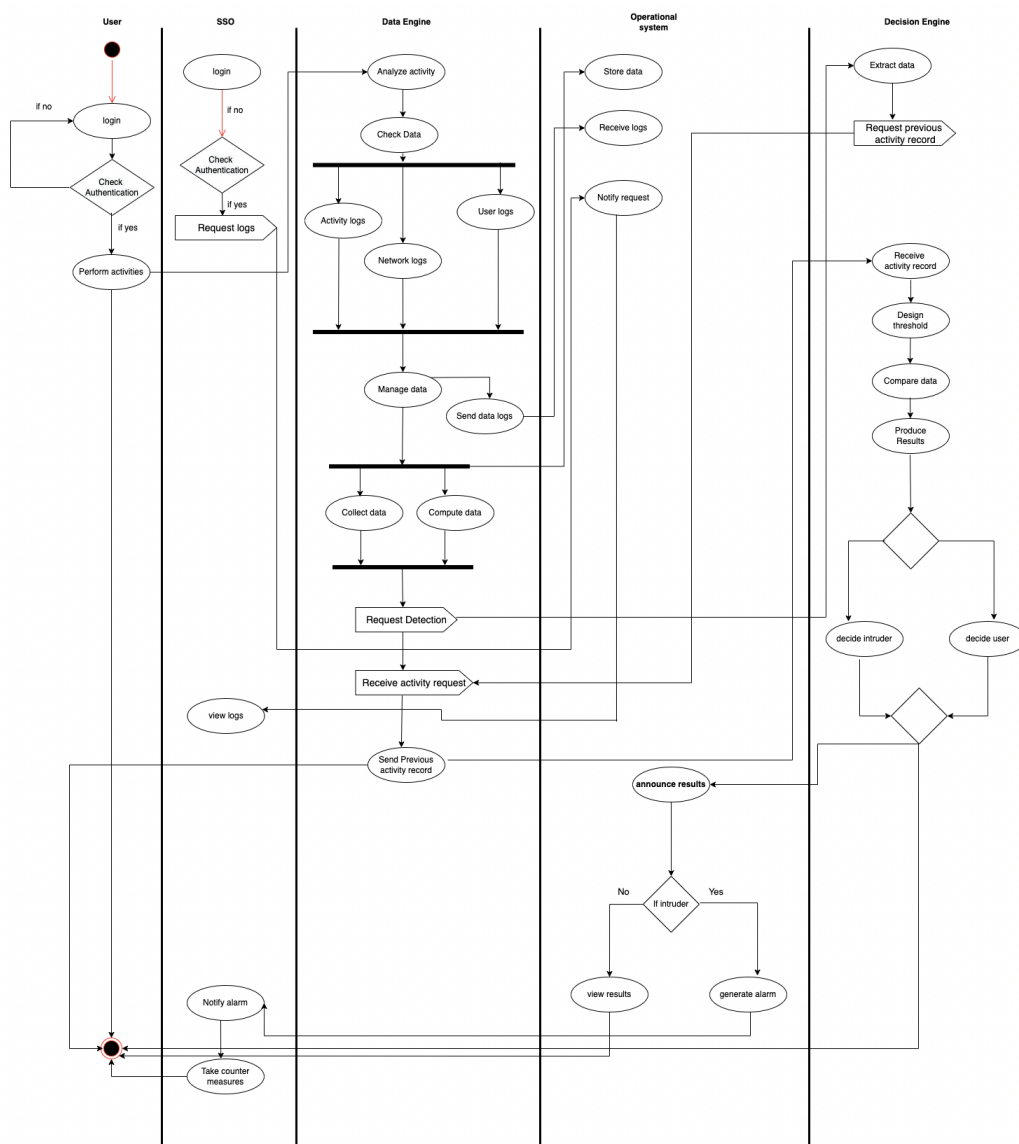 User
SSO
Data Engine
Operational
system
Decision Engine
login
Analyze activity
Store data
Extract data
if no
login
if no
Check Data
Receive logs
Request previous
activity record
Check
Authentication
Check
Authentication
if yes
if yes
Request logs
Activity logs
User logs
Notify request
Network logs
Perform activities
Receive
activity record
Design
threshold
Manage data
Compare data
Send data logs
Produce
Results
Collect data
Compute data
Request Detection
decide intruder
decide user
Receive activity request
view logs
Send Previous
activity record
announce results
No
Yes
If intruder
view results
generate alarm
Notify alarm
Take counter
measures